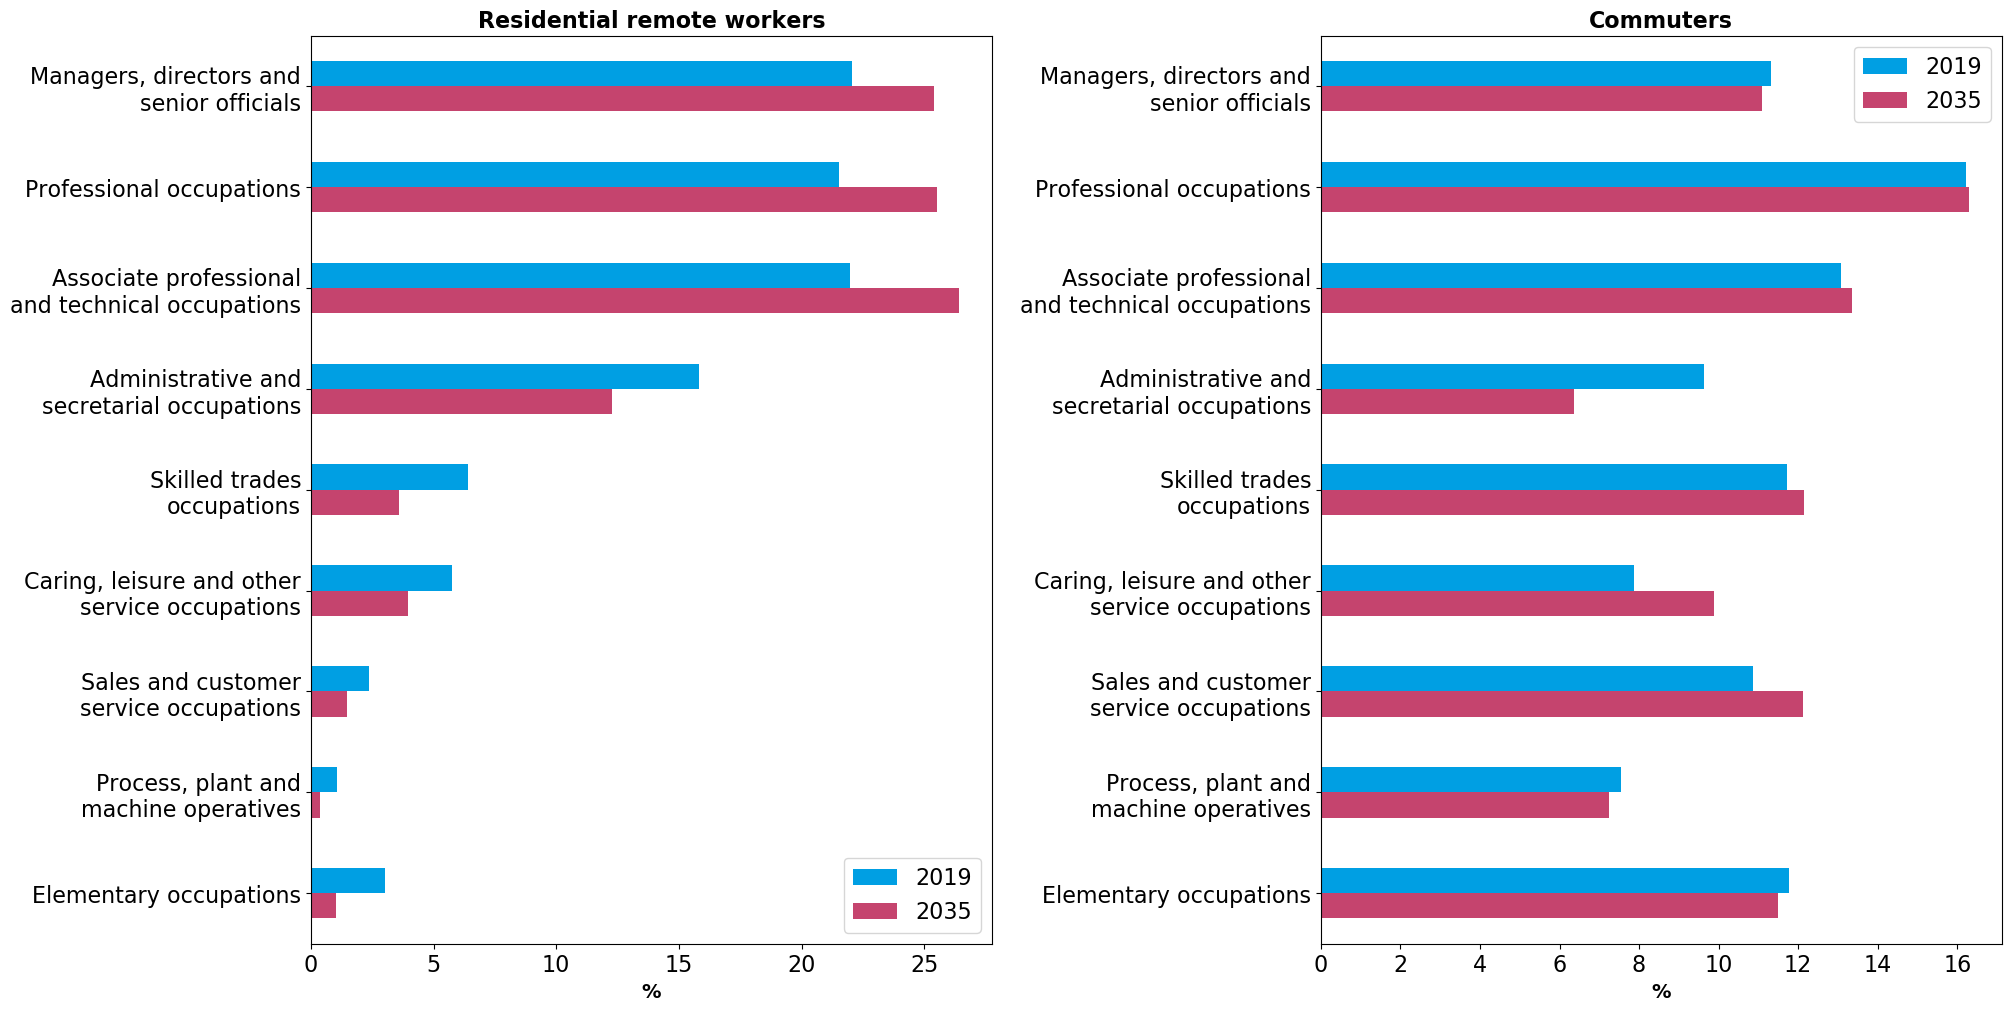 Residential remote workers
Managers, directors and
senior officials
Professional occupations
Associate professional
and technical occupations
Administrative and
secretarial occupations
Skilled trades
occupations
Caring, leisure and other
service occupations
Sales and customer
service occupations
Process, plant and
machine operatives
Elementary occupations
2019
2035
0 5 10 15 20 25
%
Commuters
Managers, directors and
senior officials
Professional occupations
Associate professional
and technical occupations
Administrative and
secretarial occupations
Skilled trades
occupations
Caring, leisure and other
service occupations
Sales and customer
service occupations
Process, plant and
machine operatives
Elementary occupations
2019
2035
0 2 4 6 8 10 12 14 16
%